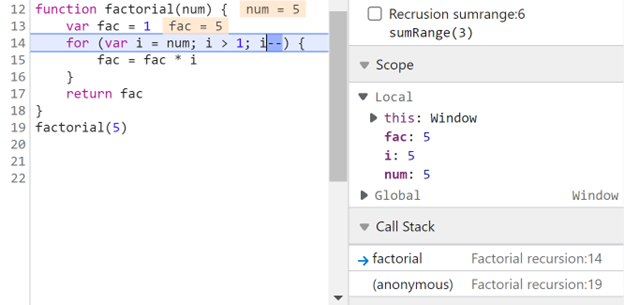 12 function factorial(num) { num = 5
13 var fac = 1 fac = 5
14 for (var i = num; i > 1; i--) {
15 fac = fac * i
16 }
17 return fac
18 }
19 factorial(5)
20
21
22
Recrusion sumrange:6
sumRange(3)
Scope
Local
this: Window
fac: 5
i: 5
num: 5
Global Window
Call Stack
factorial Factorial recursion:14
(anonymous) Factorial recursion:19